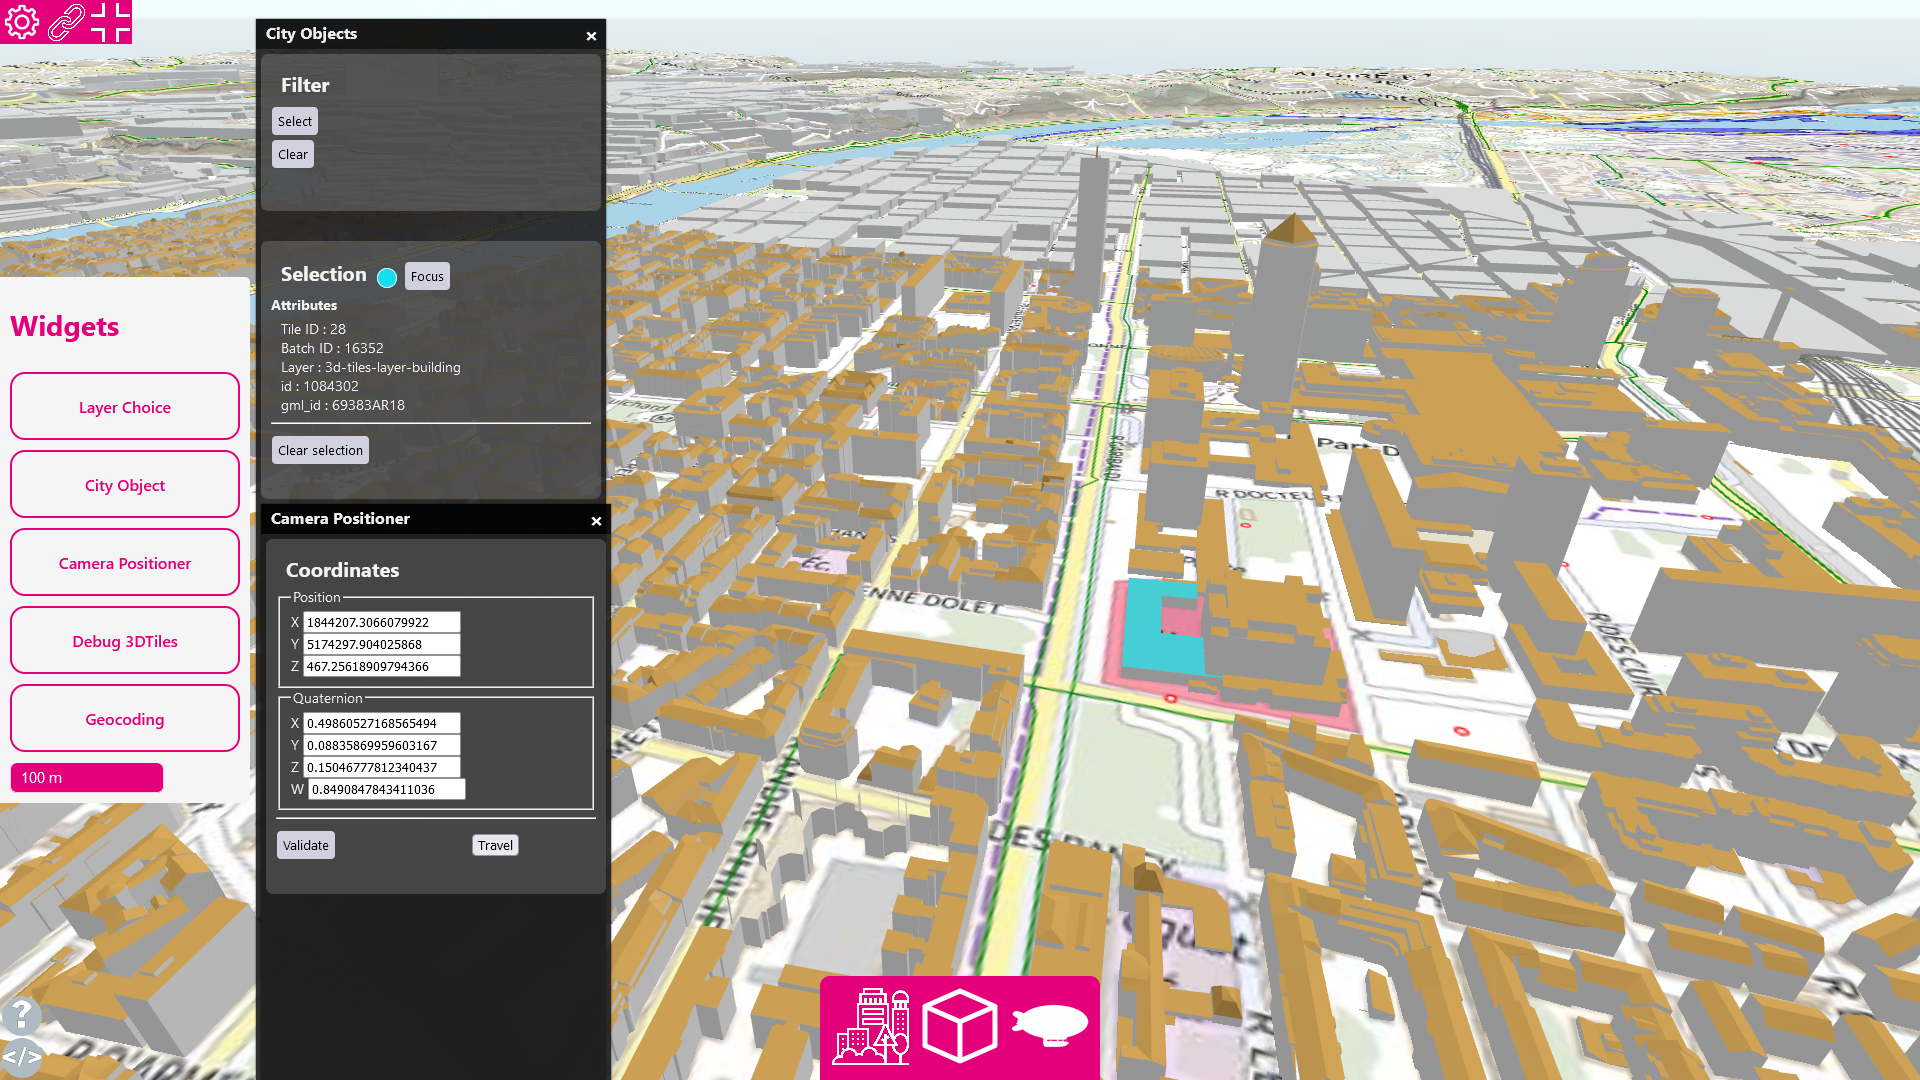 City Objects
×
Filter
Select
Clear
Selection
Focus
Attributes
Tile ID : 28
Batch ID : 16352
Layer : 3d-tiles-layer-building
id : 1084302
gml_id : 69383AR18
Clear selection
Widgets
Layer Choice
City Object
Camera Positioner
Debug 3DTiles
Geocoding
100 m
Camera Positioner
×
Coordinates
Position
X 1844207.3066079922
Y 5174297.904025868
Z 467.25618909794366
Quaternion
X 0.49860527168565494
Y 0.08835869959603167
Z 0.15046777812340437
W 0.8490847843411036
Validate
Travel
?
</>
Part-D
R DOCTEUR
ENNE DOLET
R DESCUIR